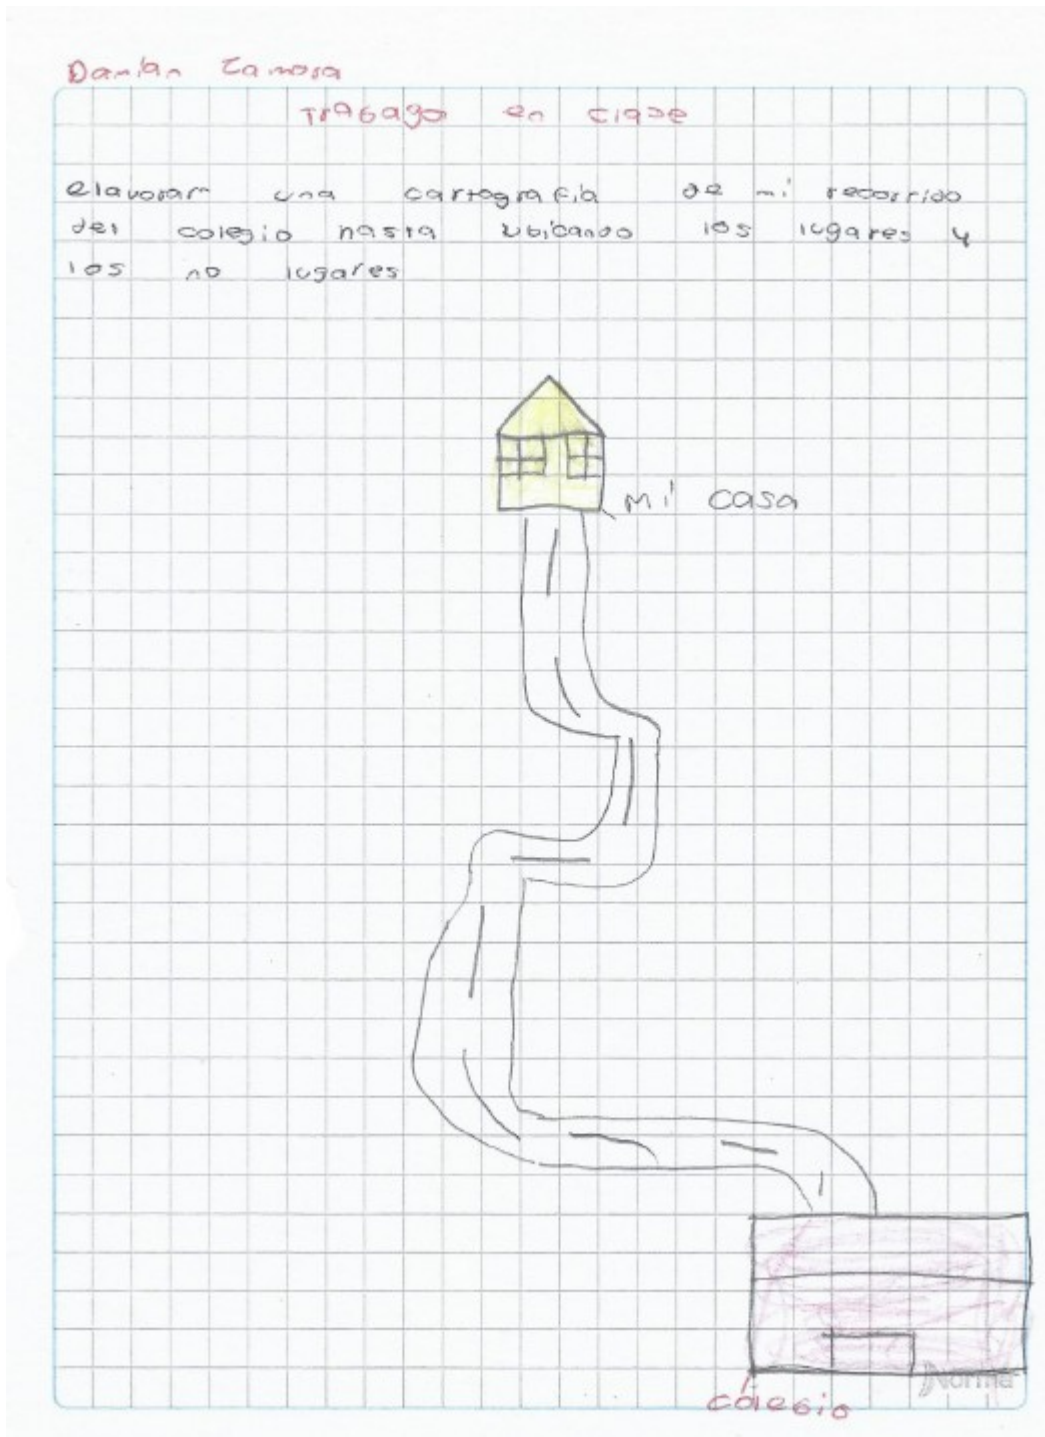 Damian Zamora
Trabago en clase
elavorar una cartografia de mi recorrido
del colegio hasta ubicando los lugares y
los no lugares
Mi casa
Norma
colegio